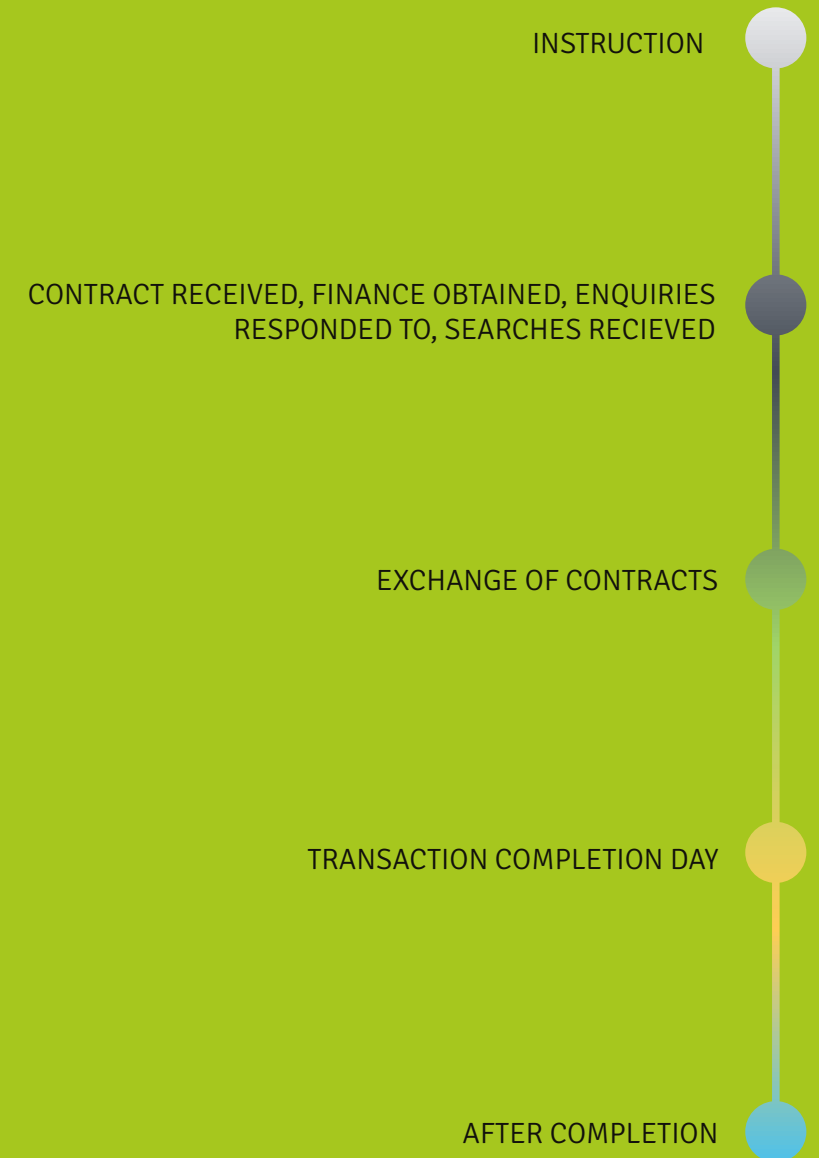 INSTRUCTION
CONTRACT RECEIVED, FINANCE OBTAINED, ENQUIRIES
RESPONDED TO, SEARCHES RECIEVED
EXCHANGE OF CONTRACTS
TRANSACTION COMPLETION DAY
AFTER COMPLETION